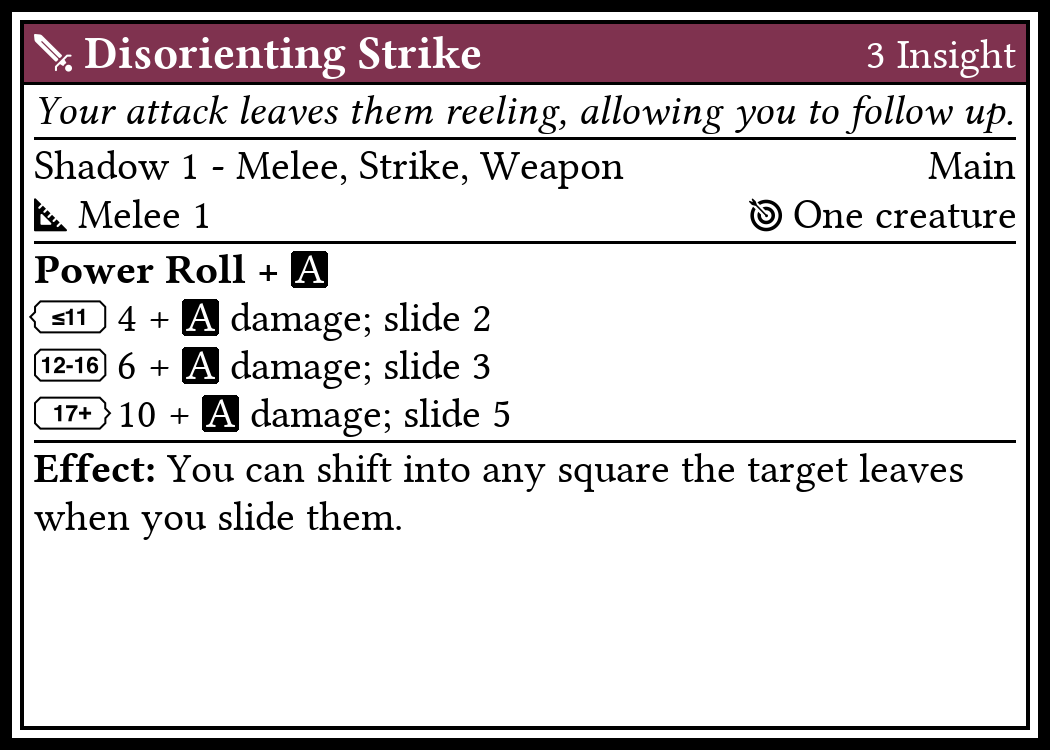 Disorienting Strike 3 Insight
Your attack leaves them reeling, allowing you to follow up.
Shadow 1 - Melee, Strike, Weapon Main
Melee 1 One creature
Power Roll + A
≤11 4 + A damage; slide 2
12-16 6 + A damage; slide 3
17+ 10 + A damage; slide 5
Effect: You can shift into any square the target leaves
when you slide them.